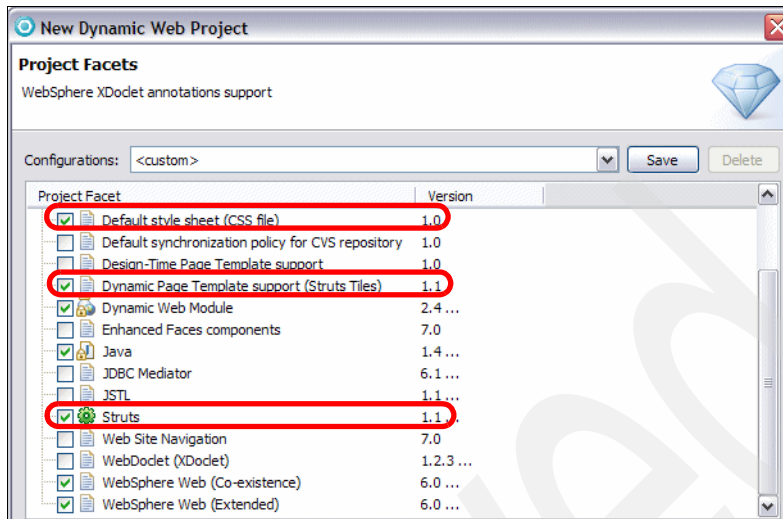 New Dynamic Web Project
Project Facets
WebSphere XDoclet annotations support
Configurations: <custom> Save Delete
Project Facet Version
Default style sheet (CSS file) 1.0
Default synchronization policy for CVS repository 1.0
Design-Time Page Template support 1.0
Dynamic Page Template support (Struts Tiles) 1.1
Dynamic Web Module 2.4 ...
Enhanced Faces components 7.0
Java 1.4 ...
JDBC Mediator 6.1 ...
JSTL 1.1 ...
Struts 1.1 ...
Web Site Navigation 7.0
WebDoclet (XDoclet) 1.2.3 ...
WebSphere Web (Co-existence) 6.0 ...
WebSphere Web (Extended) 6.0 ...